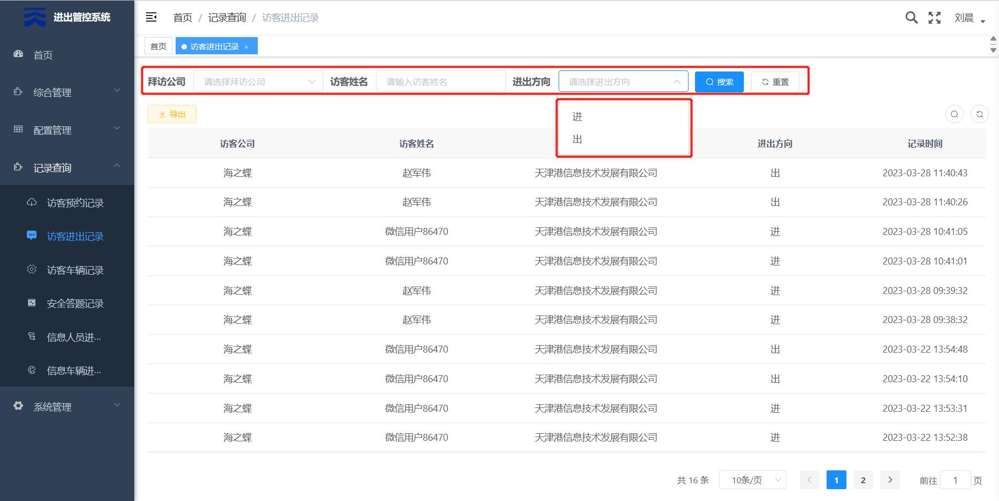 进出管控系统
首页 / 记录查询 / 访客进出记录
刘晨
首页
综合管理
配置管理
记录查询
访客预约记录
访客进出记录
访客车辆记录
安全答题记录
信息人员进...
信息车辆进...
系统管理
首页 访客进出记录 ×
拜访公司 请选择拜访公司 访客姓名 请输入访客姓名 进出方向 请选择进出方向 搜索 重置
进
出
导出
访客公司 访客姓名 进出方向 记录时间
海之蝶 赵军伟 天津港信息技术发展有限公司 出 2023-03-28 11:40:43
海之蝶 赵军伟 天津港信息技术发展有限公司 出 2023-03-28 11:40:26
海之蝶 微信用户86470 天津港信息技术发展有限公司 进 2023-03-28 10:41:05
海之蝶 微信用户86470 天津港信息技术发展有限公司 进 2023-03-28 10:41:01
海之蝶 赵军伟 天津港信息技术发展有限公司 进 2023-03-28 09:39:32
海之蝶 赵军伟 天津港信息技术发展有限公司 进 2023-03-28 09:38:32
海之蝶 微信用户86470 天津港信息技术发展有限公司 出 2023-03-22 13:54:48
海之蝶 微信用户86470 天津港信息技术发展有限公司 出 2023-03-22 13:54:10
海之蝶 微信用户86470 天津港信息技术发展有限公司 进 2023-03-22 13:53:31
海之蝶 微信用户86470 天津港信息技术发展有限公司 进 2023-03-22 13:52:38
共 16 条 10条/页 1 2 前往 1 页